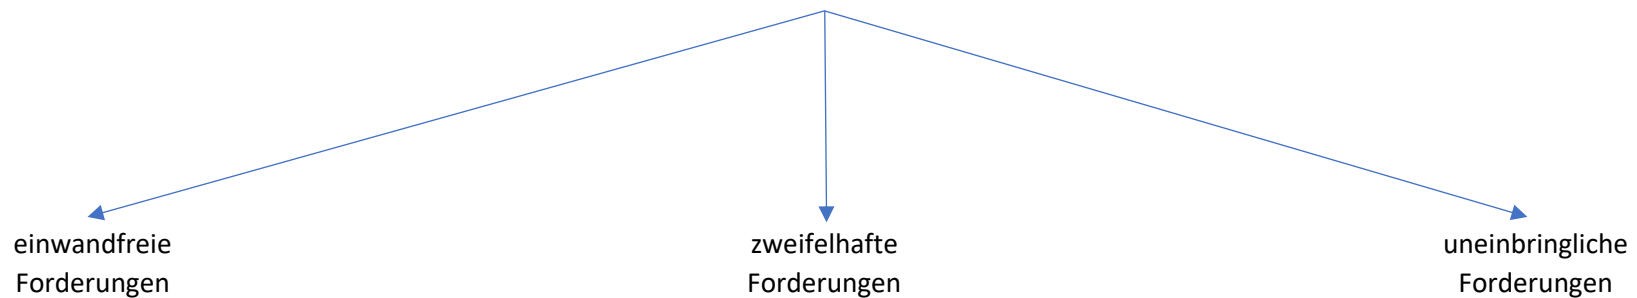 einwandfreie
Forderungen
zweifelhafte
Forderungen
uneinbringliche
Forderungen